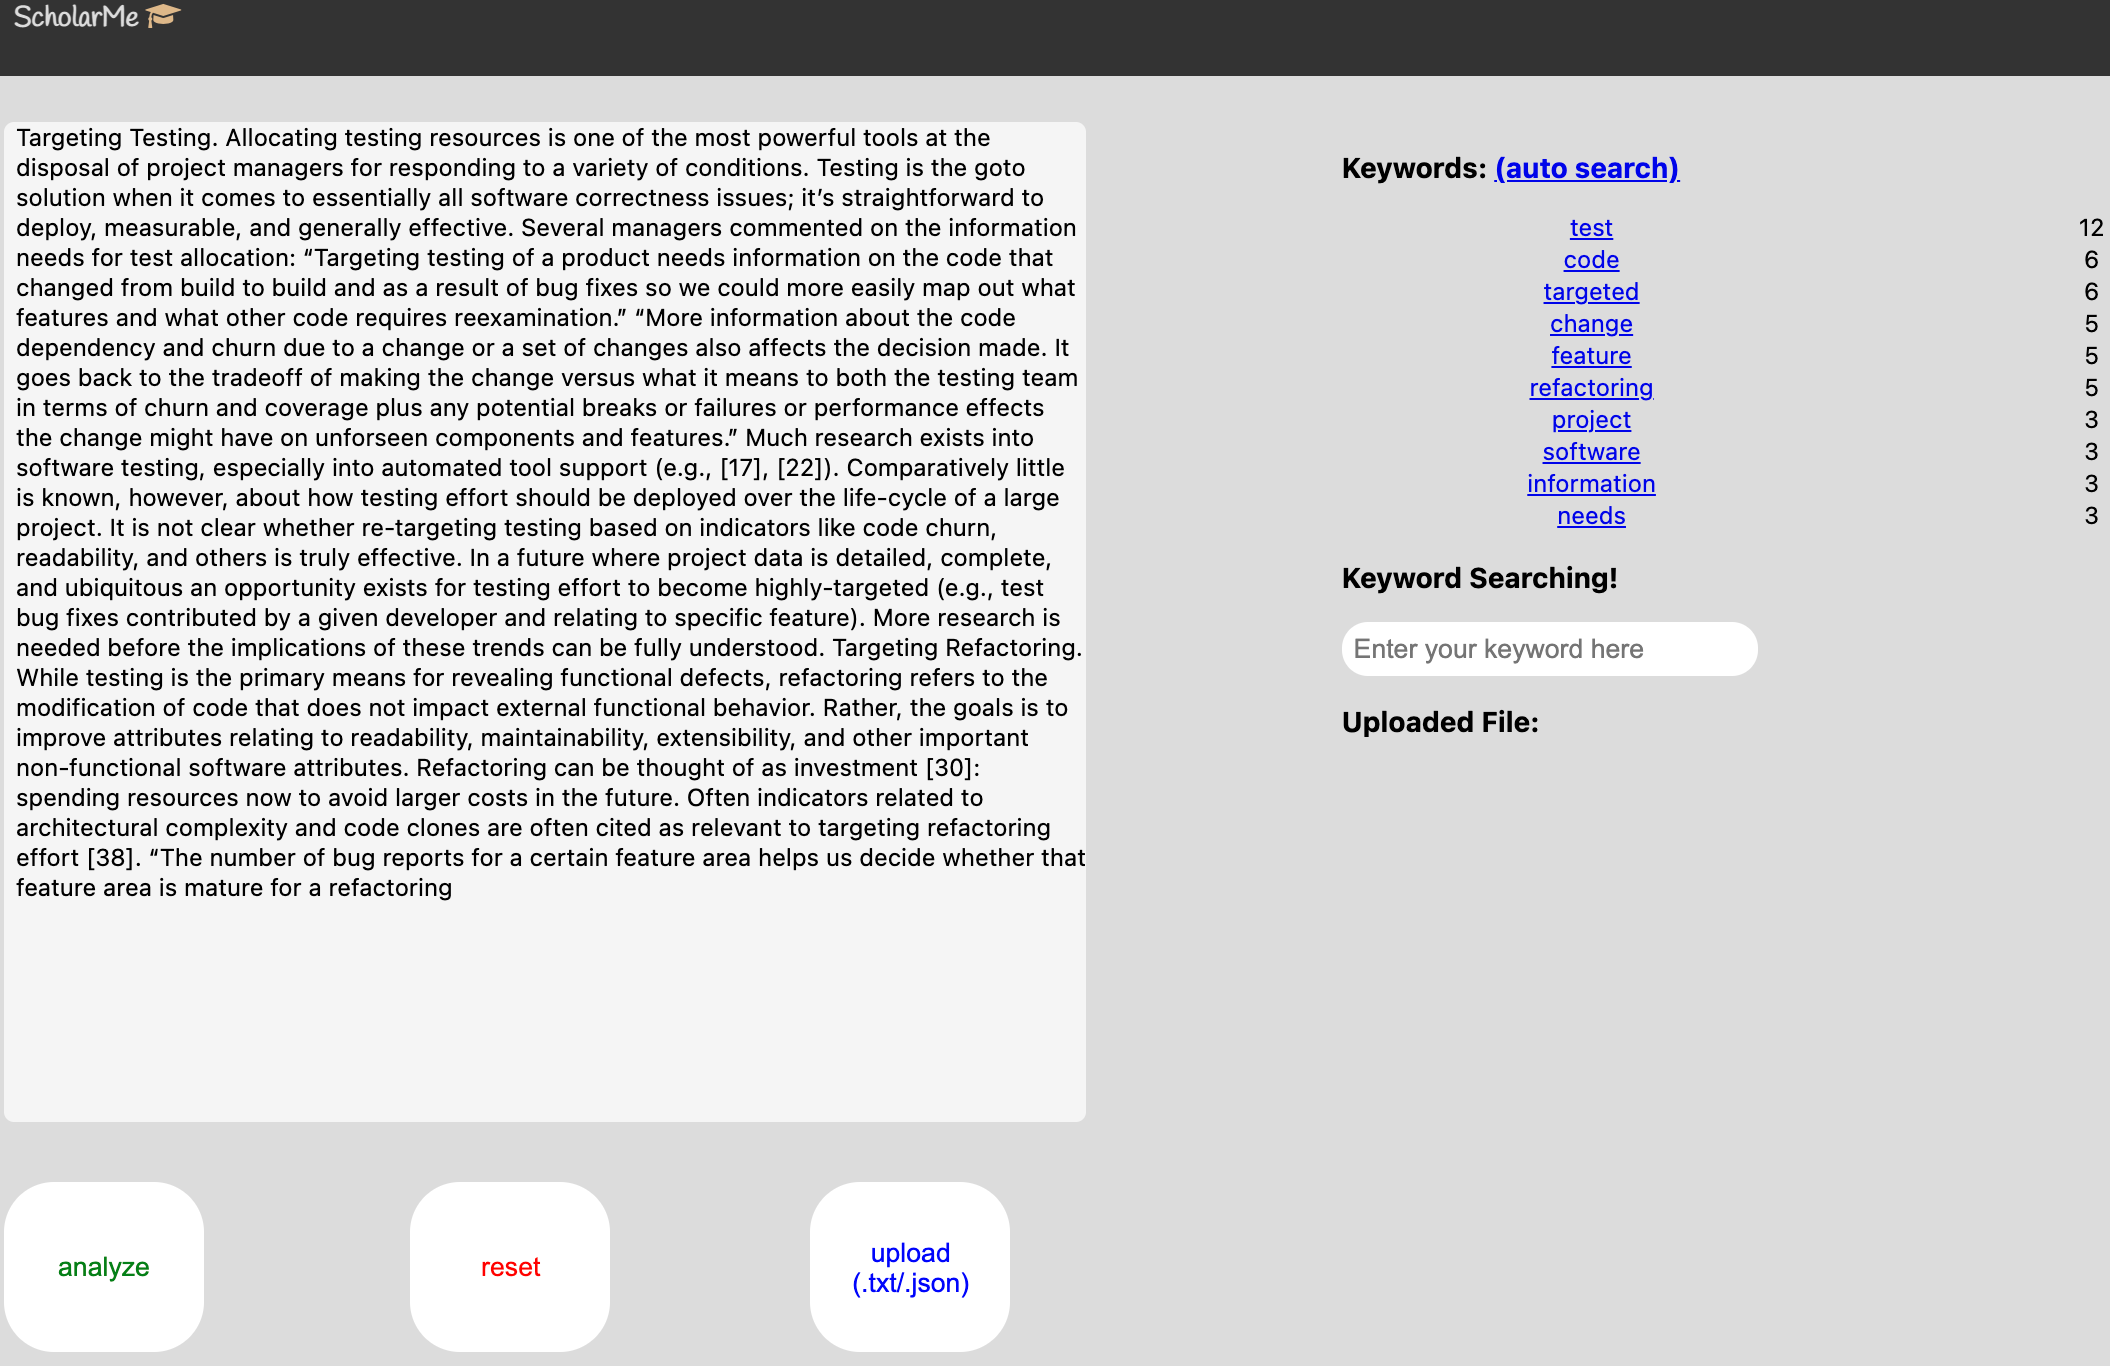 ScholarMe
Targeting Testing. Allocating testing resources is one of the most powerful tools at the
disposal of project managers for responding to a variety of conditions. Testing is the goto
solution when it comes to essentially all software correctness issues; it’s straightforward to
deploy, measurable, and generally effective. Several managers commented on the information
needs for test allocation: “Targeting testing of a product needs information on the code that
changed from build to build and as a result of bug fixes so we could more easily map out what
features and what other code requires reexamination.” “More information about the code
dependency and churn due to a change or a set of changes also affects the decision made. It
goes back to the tradeoff of making the change versus what it means to both the testing team
in terms of churn and coverage plus any potential breaks or failures or performance effects
the change might have on unforseen components and features.” Much research exists into
software testing, especially into automated tool support (e.g., [17], [22]). Comparatively little
is known, however, about how testing effort should be deployed over the life-cycle of a large
project. It is not clear whether re-targeting testing based on indicators like code churn,
readability, and others is truly effective. In a future where project data is detailed, complete,
and ubiquitous an opportunity exists for testing effort to become highly-targeted (e.g., test
bug fixes contributed by a given developer and relating to specific feature). More research is
needed before the implications of these trends can be fully understood. Targeting Refactoring.
While testing is the primary means for revealing functional defects, refactoring refers to the
modification of code that does not impact external functional behavior. Rather, the goals is to
improve attributes relating to readability, maintainability, extensibility, and other important
non-functional software attributes. Refactoring can be thought of as investment [30]:
spending resources now to avoid larger costs in the future. Often indicators related to
architectural complexity and code clones are often cited as relevant to targeting refactoring
effort [38]. “The number of bug reports for a certain feature area helps us decide whether that
feature area is mature for a refactoring
Keywords: (auto search)
test 12
code 6
targeted 6
change 5
feature 5
refactoring 5
project 3
software 3
information 3
needs 3
Keyword Searching!
Enter your keyword here
Uploaded File:
analyze
reset
upload
(.txt/.json)